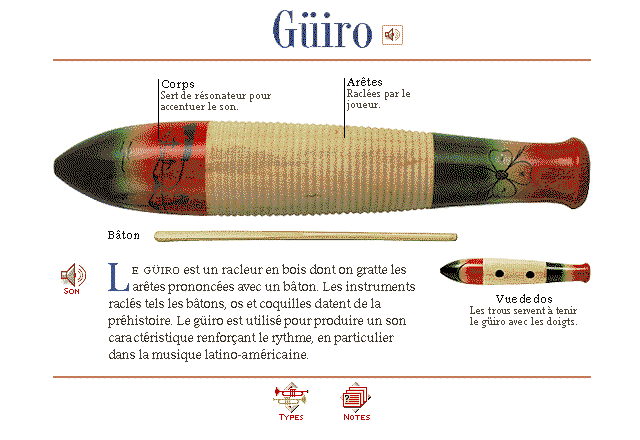 Güiro
Corps
Sert de résonateur pour
accentuer le son.
Arêtes
Raclées par le
joueur.
Bâton
Son
Le güiro est un racleur en bois dont on gratte les
arêtes prononcées avec un bâton. Les instruments
raclés tels les bâtons, os et coquilles datent de la
préhistoire. Le güiro est utilisé pour produire un son
caractéristique renforçant le rythme, en particulier
dans la musique latino-américaine.
Vue de dos
Les trous servent à tenir
le güiro avec les doigts.
Types
Notes